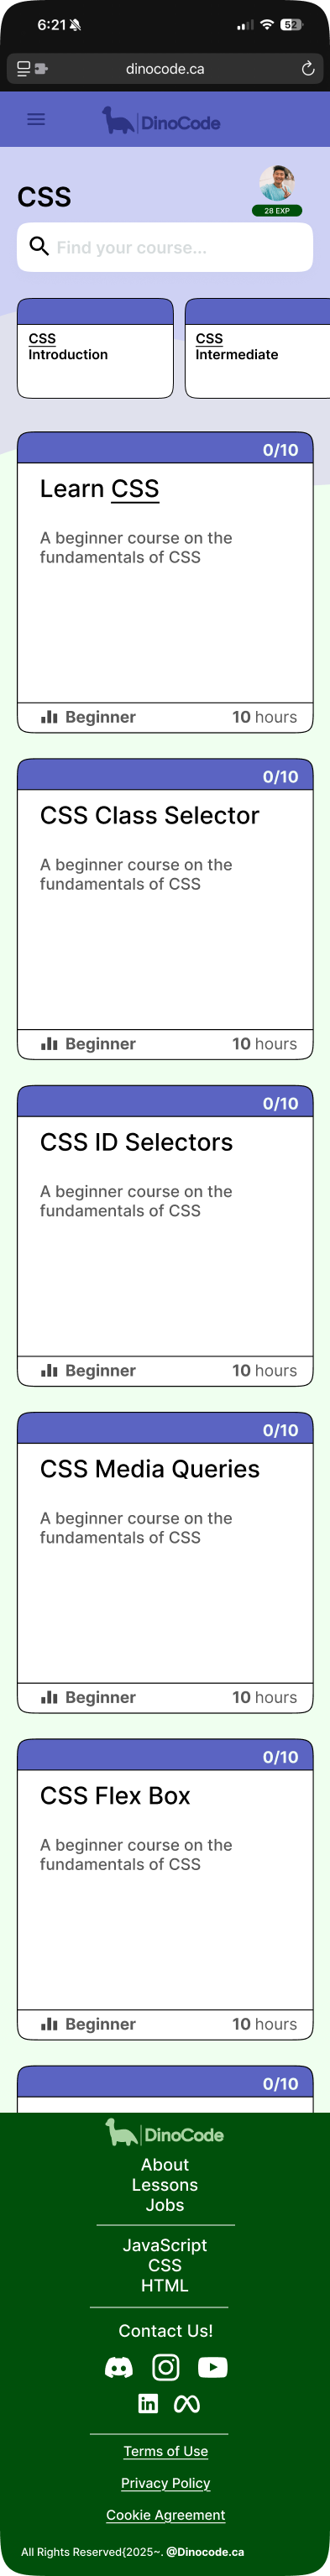 6:21
52
dinocode.ca
DinoCode
CSS
28 EXP
Find your course...
CSS
Introduction
CSS
Intermediate
0/10
Learn CSS
A beginner course on the
fundamentals of CSS
Beginner
10 hours
0/10
CSS Class Selector
A beginner course on the
fundamentals of CSS
Beginner
10 hours
0/10
CSS ID Selectors
A beginner course on the
fundamentals of CSS
Beginner
10 hours
0/10
CSS Media Queries
A beginner course on the
fundamentals of CSS
Beginner
10 hours
0/10
CSS Flex Box
A beginner course on the
fundamentals of CSS
Beginner
10 hours
0/10
DinoCode
About
Lessons
Jobs
JavaScript
CSS
HTML
Contact Us!
in
Terms of Use
Privacy Policy
Cookie Agreement
All Rights Reserved{2025~. @Dinocode.ca